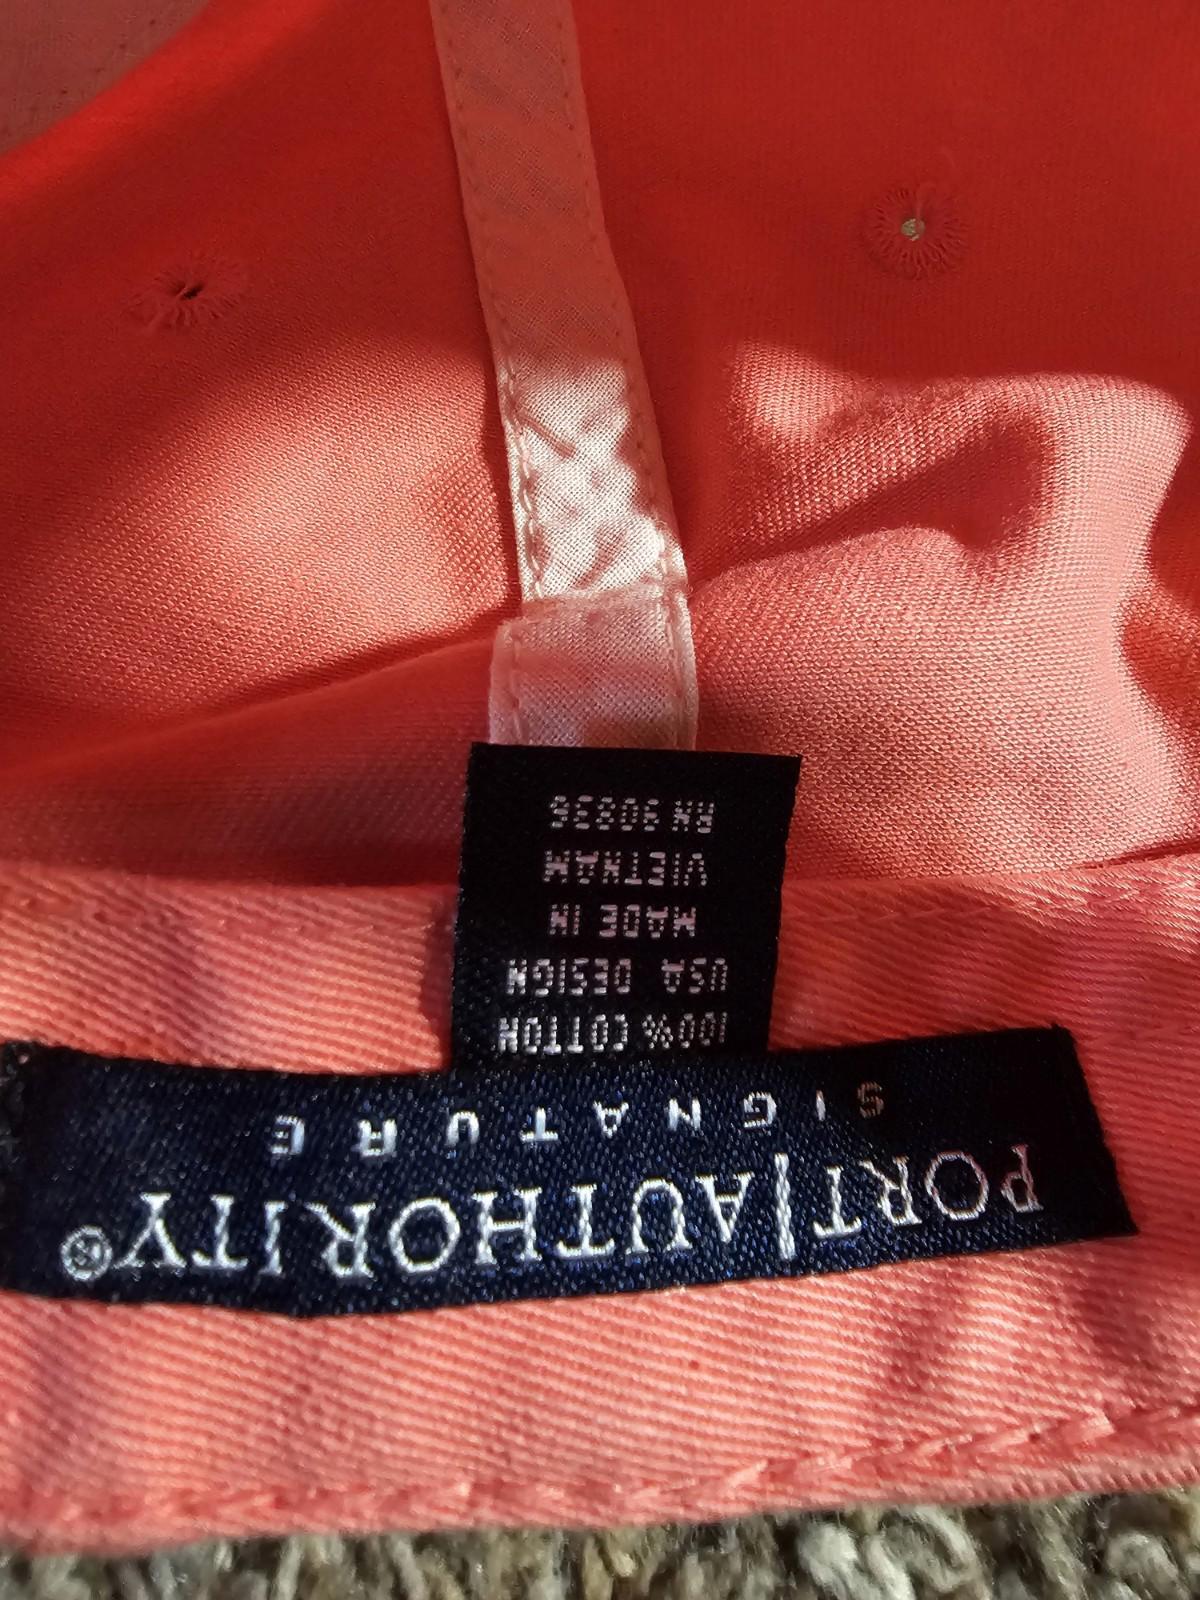 PORT|AUTHORITY®
SIGNATURE
100% COTTON
USA DESIGN
MADE IN
VIETNAM
RN 90836